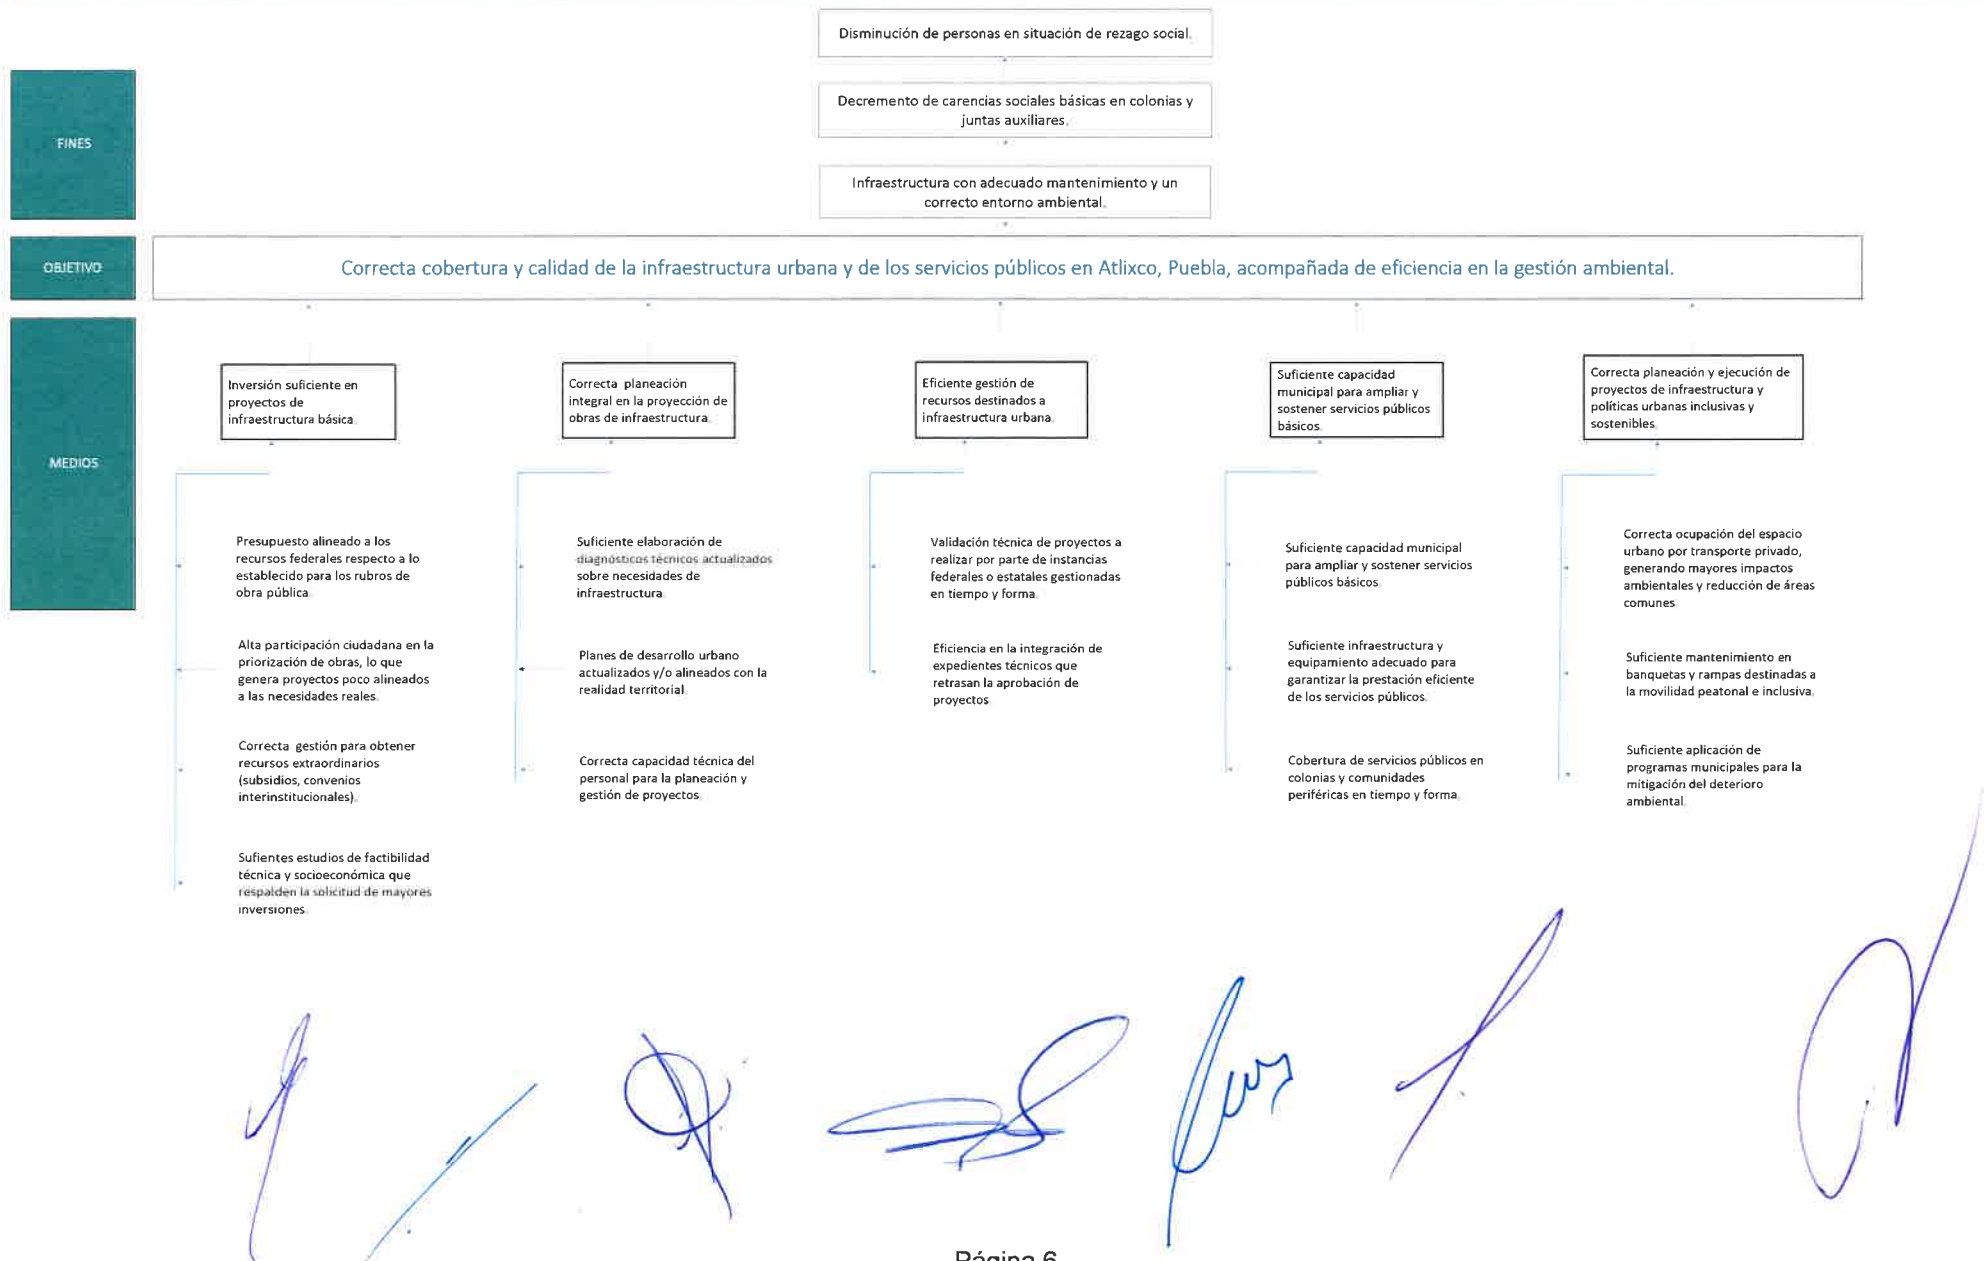 Disminución de personas en situación de rezago social.
FINES
Decremento de carencias sociales básicas en colonias y
juntas auxiliares.
Infraestructura con adecuado mantenimiento y un
correcto entorno ambiental.
OBJETIVO
Correcta cobertura y calidad de la infraestructura urbana y de los servicios públicos en Atlixco, Puebla, acompañada de eficiencia en la gestión ambiental.
MEDIOS
Inversión suficiente en
proyectos de
infraestructura básica.
Correcta planeación
integral en la proyección de
obras de infraestructura.
Eficiente gestión de
recursos destinados a
infraestructura urbana.
Suficiente capacidad
municipal para ampliar y
sostener servicios públicos
básicos.
Correcta planeación y ejecución de
proyectos de infraestructura y
políticas urbanas inclusivas y
sostenibles.
Presupuesto alineado a los
recursos federales respecto a lo
establecido para los rubros de
obra pública.
Alta participación ciudadana en la
priorización de obras, lo que
genera proyectos poco alineados
a las necesidades reales.
Correcta gestión para obtener
recursos extraordinarios
(subsidios, convenios
interinstitucionales).
Sufientes estudios de factibilidad
técnica y socioeconómica que
respalden la solicitud de mayores
inversiones.
Suficiente elaboración de
diagnósticos técnicos actualizados
sobre necesidades de
infraestructura.
Planes de desarrollo urbano
actualizados y/o alineados con la
realidad territorial.
Correcta capacidad técnica del
personal para la planeación y
gestión de proyectos.
Validación técnica de proyectos a
realizar por parte de instancias
federales o estatales gestionadas
en tiempo y forma.
Eficiencia en la integración de
expedientes técnicos que
retrasan la aprobación de
proyectos.
Suficiente capacidad municipal
para ampliar y sostener servicios
públicos básicos.
Suficiente infraestructura y
equipamiento adecuado para
garantizar la prestación eficiente
de los servicios públicos.
Cobertura de servicios públicos en
colonias y comunidades
periféricas en tiempo y forma.
Correcta ocupación del espacio
urbano por transporte privado,
generando mayores impactos
ambientales y reducción de áreas
comunes.
Suficiente mantenimiento en
banquetas y rampas destinadas a
la movilidad peatonal e inclusiva.
Suficiente aplicación de
programas municipales para la
mitigación del deterioro
ambiental.
Página 6